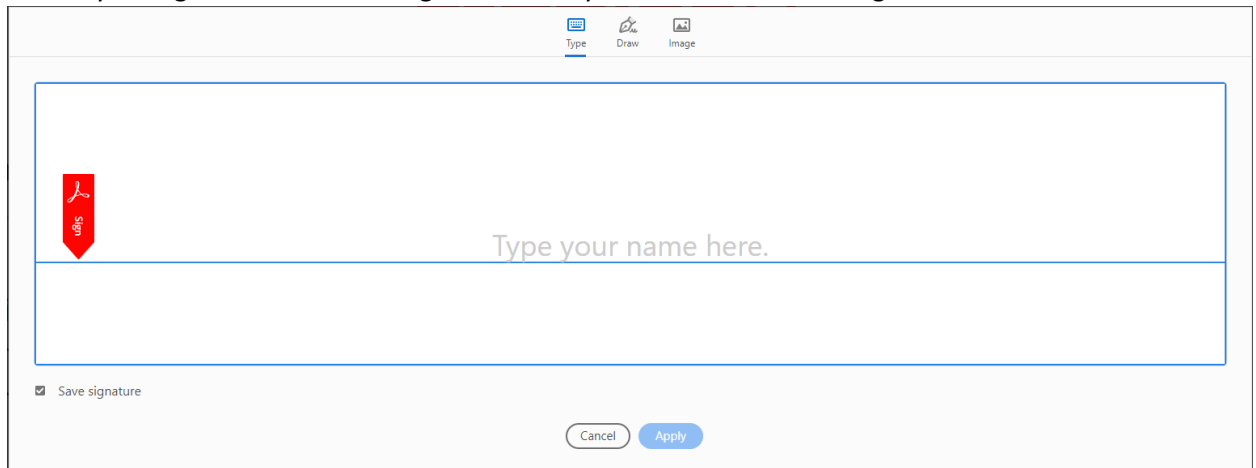 Type Draw Image
Sign
Type your name here.
Save signature
Cancel Apply